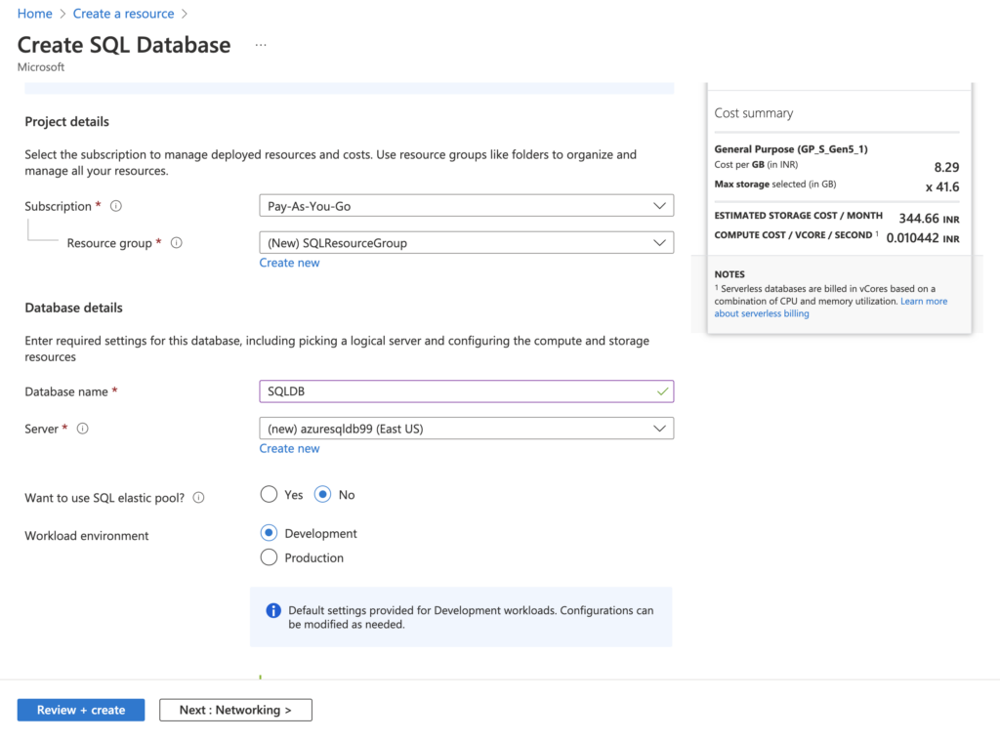 Home > Create a resource >
Create SQL Database ...
Microsoft
Project details
Select the subscription to manage deployed resources and costs. Use resource groups like folders to organize and
manage all your resources.
Subscription *
Pay-As-You-Go
Resource group *
(New) SQLResourceGroup
Create new
Database details
Enter required settings for this database, including picking a logical server and configuring the compute and storage
resources
Database name *
SQLDB
Server *
(new) azuresqldb99 (East US)
Create new
Want to use SQL elastic pool?
Yes
No
Workload environment
Development
Production
Default settings provided for Development workloads. Configurations can
be modified as needed.
Review + create
Next : Networking >
Cost summary
General Purpose (GP_S_Gen5_1)
Cost per GB (in INR) 8.29
Max storage selected (in GB) x 41.6
ESTIMATED STORAGE COST / MONTH 344.66 INR
COMPUTE COST / VCORE / SECOND 1 0.010442 INR
NOTES
1 Serverless databases are billed in vCores based on a
combination of CPU and memory utilization. Learn more
about serverless billing